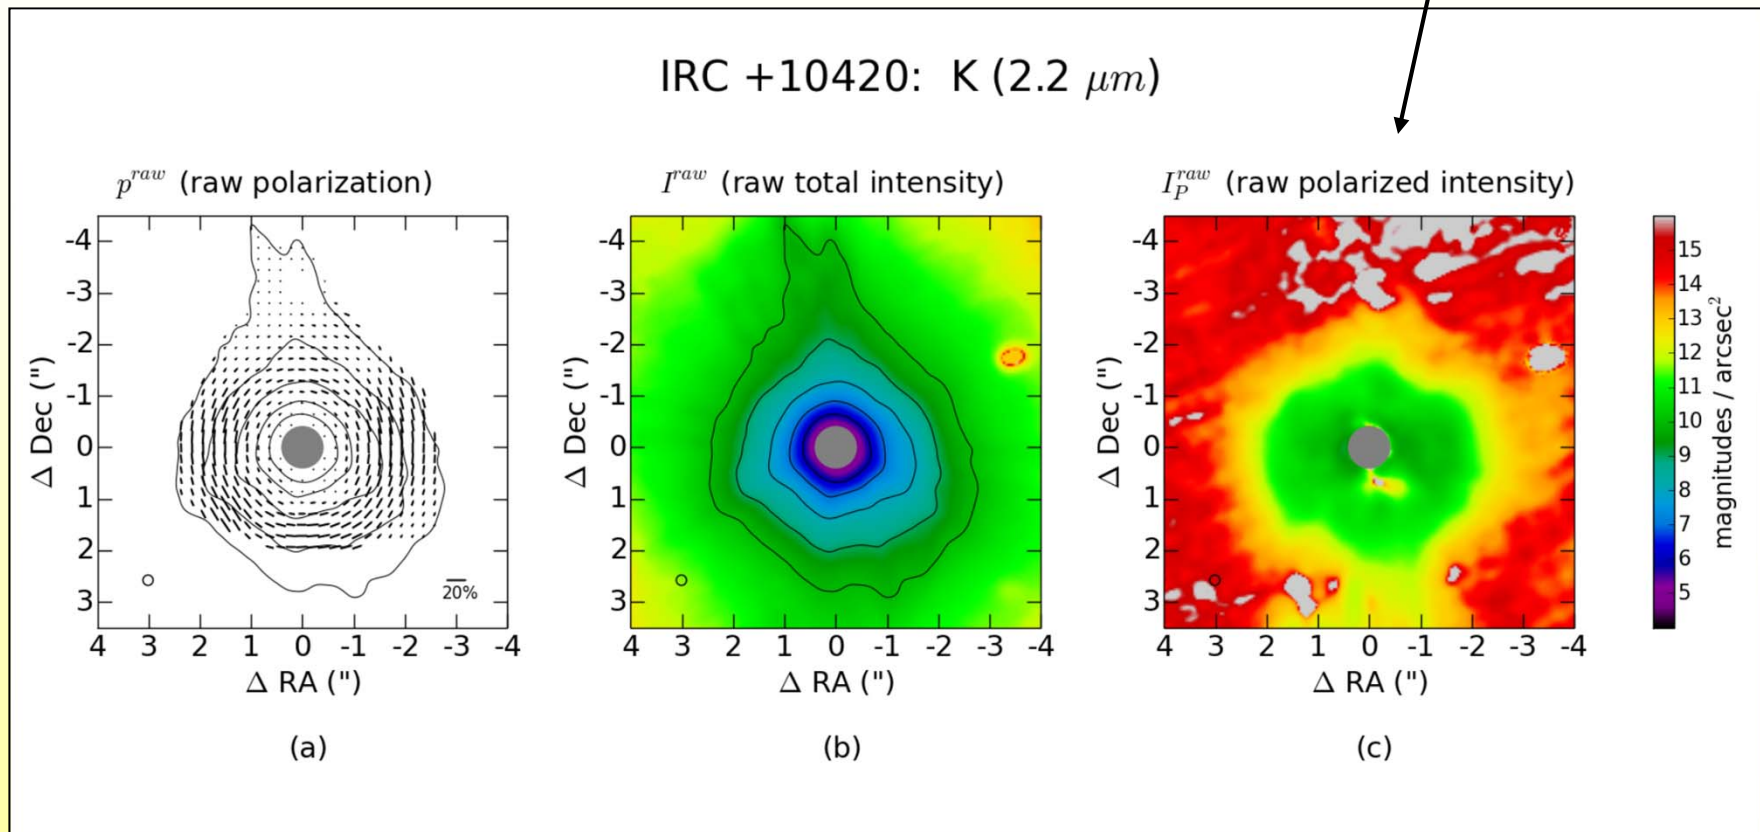 IRC +10420:  K (2.2 μm)
p^raw (raw polarization)
I^raw (raw total intensity)
I_P^raw (raw polarized intensity)
-4
-3
-2
-1
0
1
2
3
Δ Dec (")
20%
4 3 2 1 0 -1 -2 -3 -4
Δ RA (")
(a)
-4
-3
-2
-1
0
1
2
3
Δ Dec (")
4 3 2 1 0 -1 -2 -3 -4
Δ RA (")
(b)
-4
-3
-2
-1
0
1
2
3
Δ Dec (")
4 3 2 1 0 -1 -2 -3 -4
Δ RA (")
(c)
15
14
13
12
11
10
9
8
7
6
5
magnitudes / arcsec²